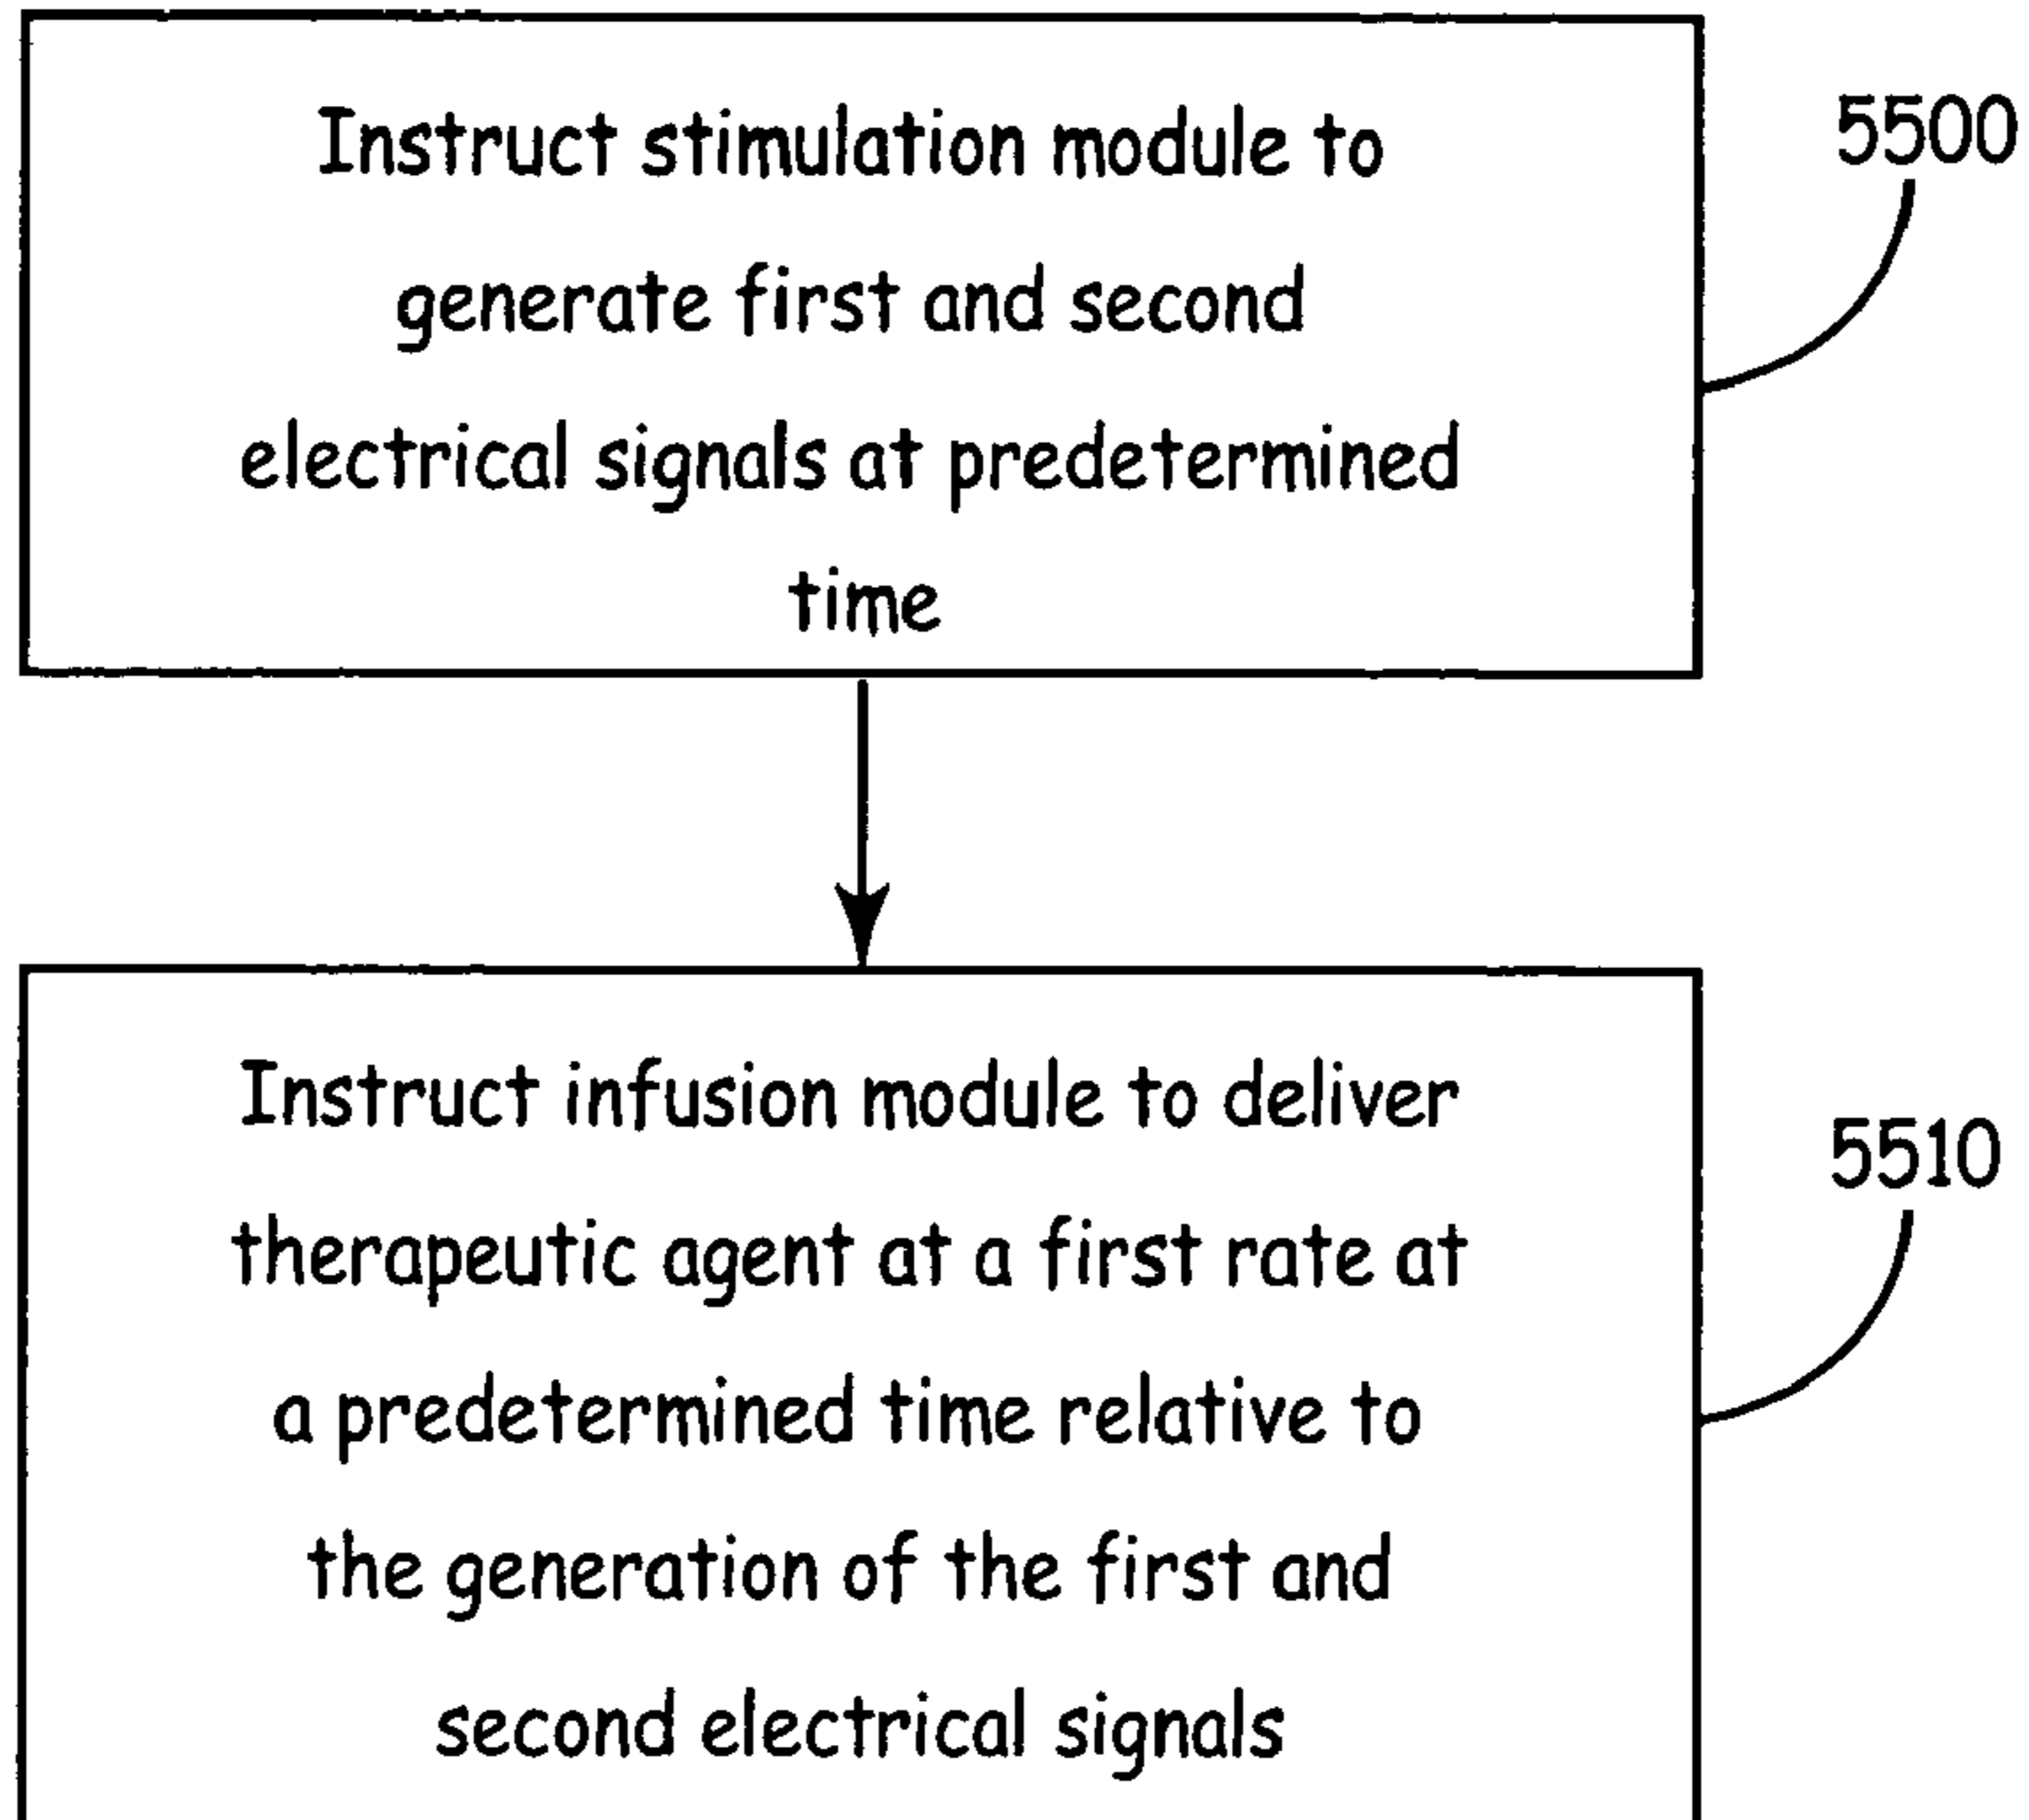 Instruct stimulation module to
generate first and second
electrical signals at predetermined
time
5500
Instruct infusion module to deliver
therapeutic agent at a first rate at
a predetermined time relative to
the generation of the first and
second electrical signals
5510